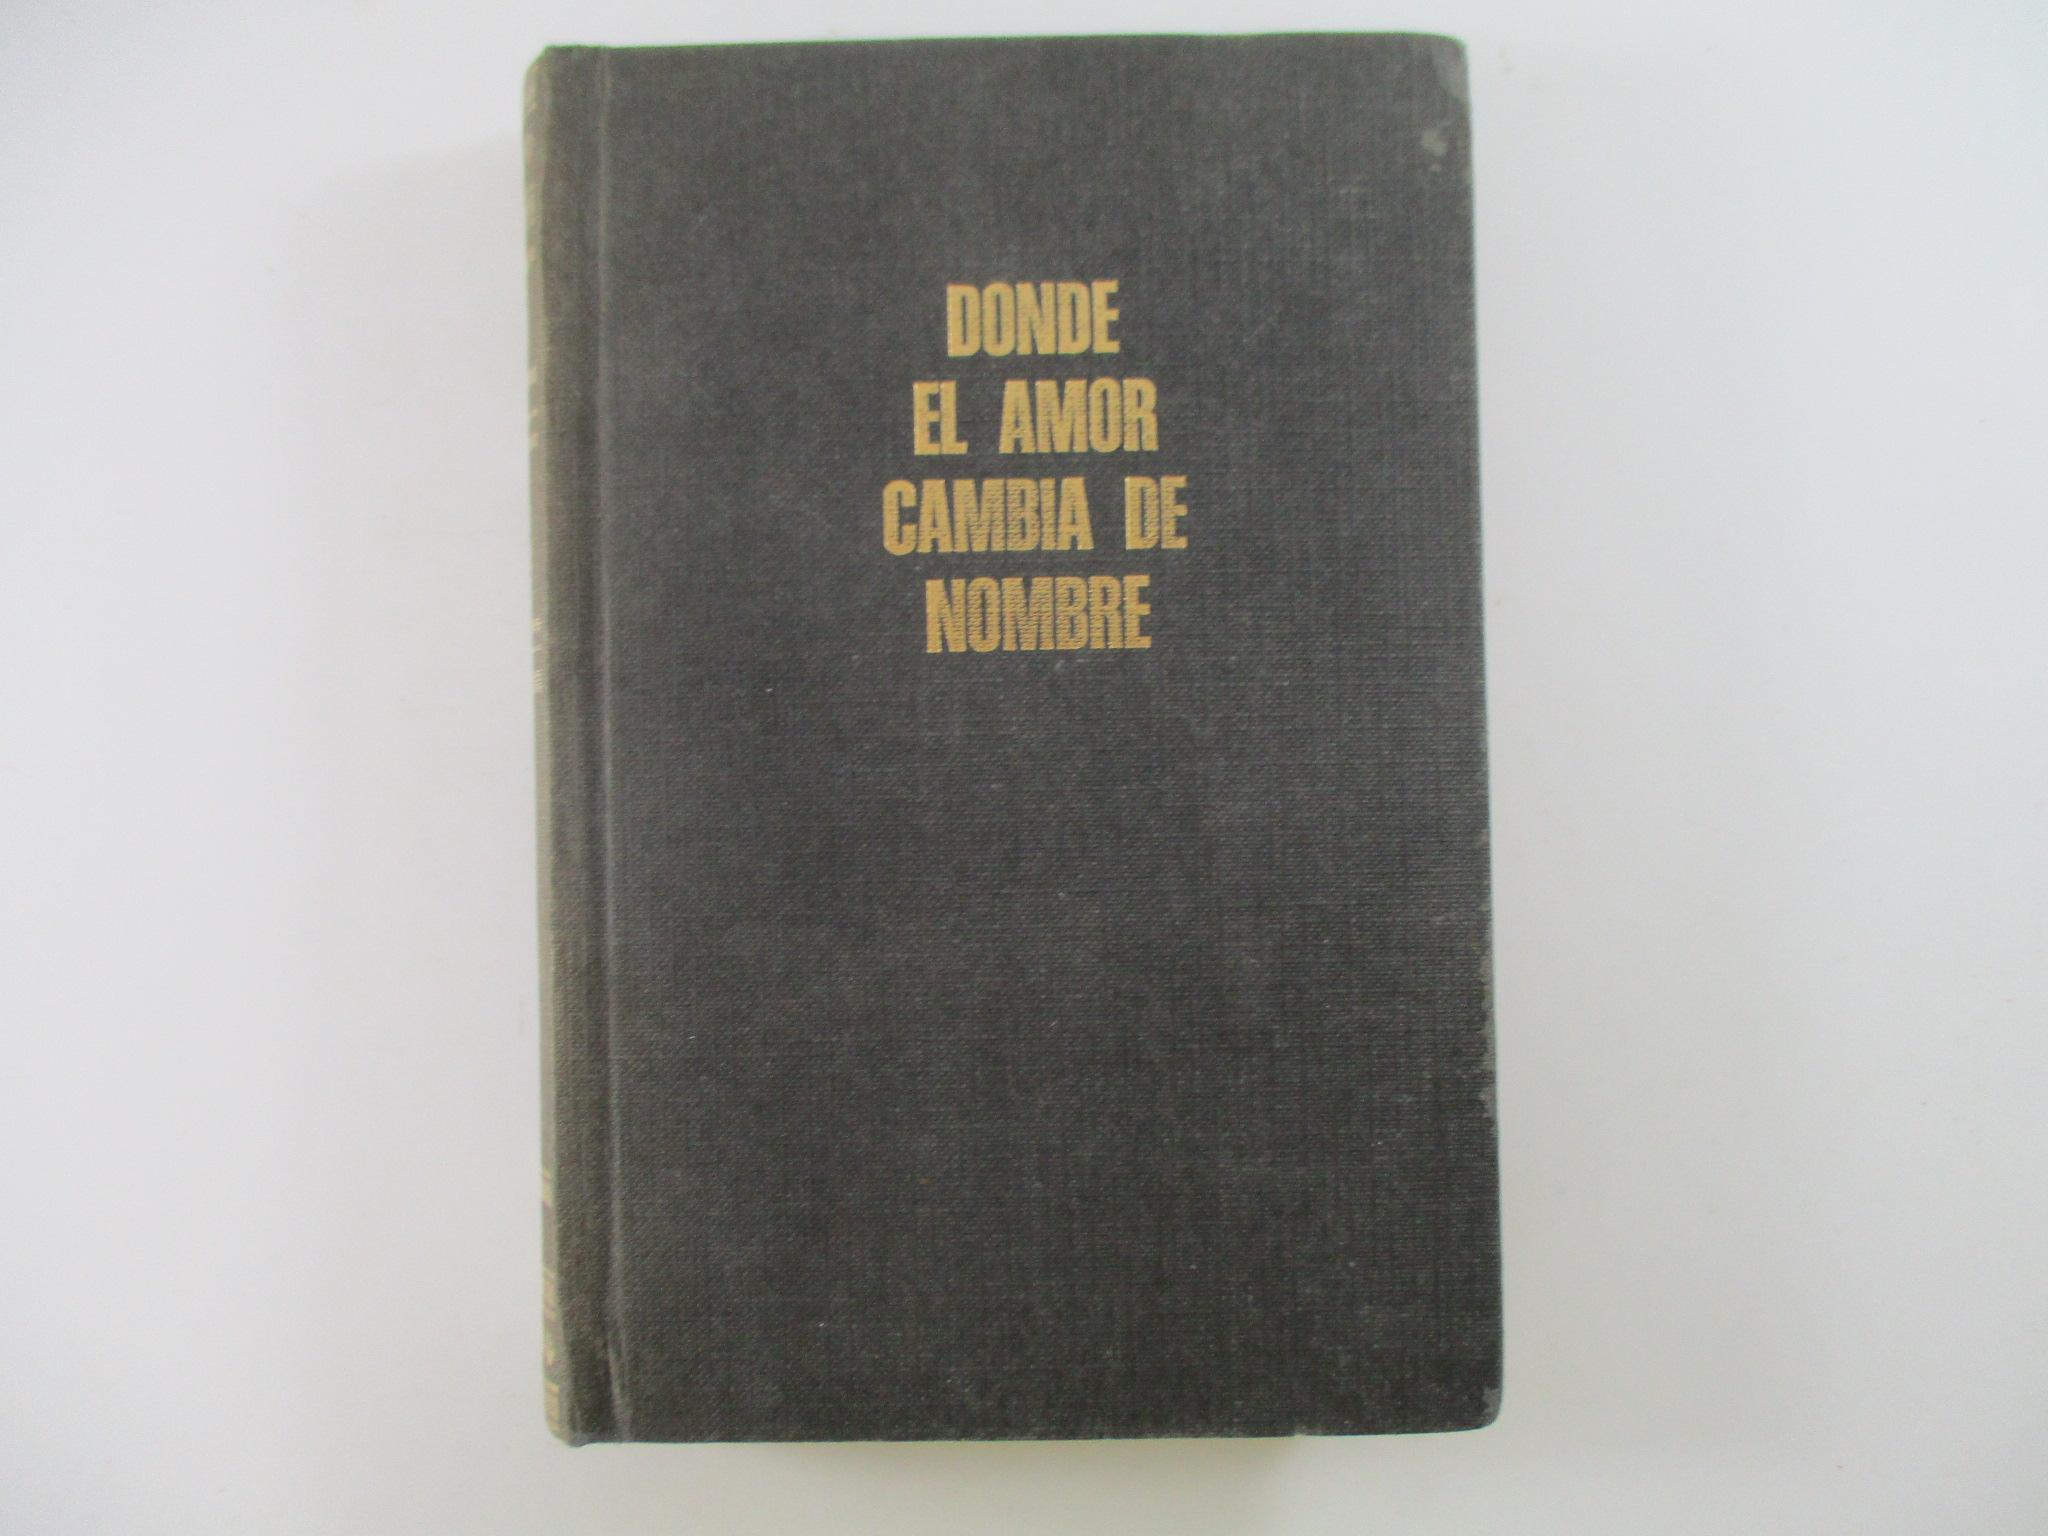 DONDE
EL AMOR
CAMBIA DE
NOMBRE